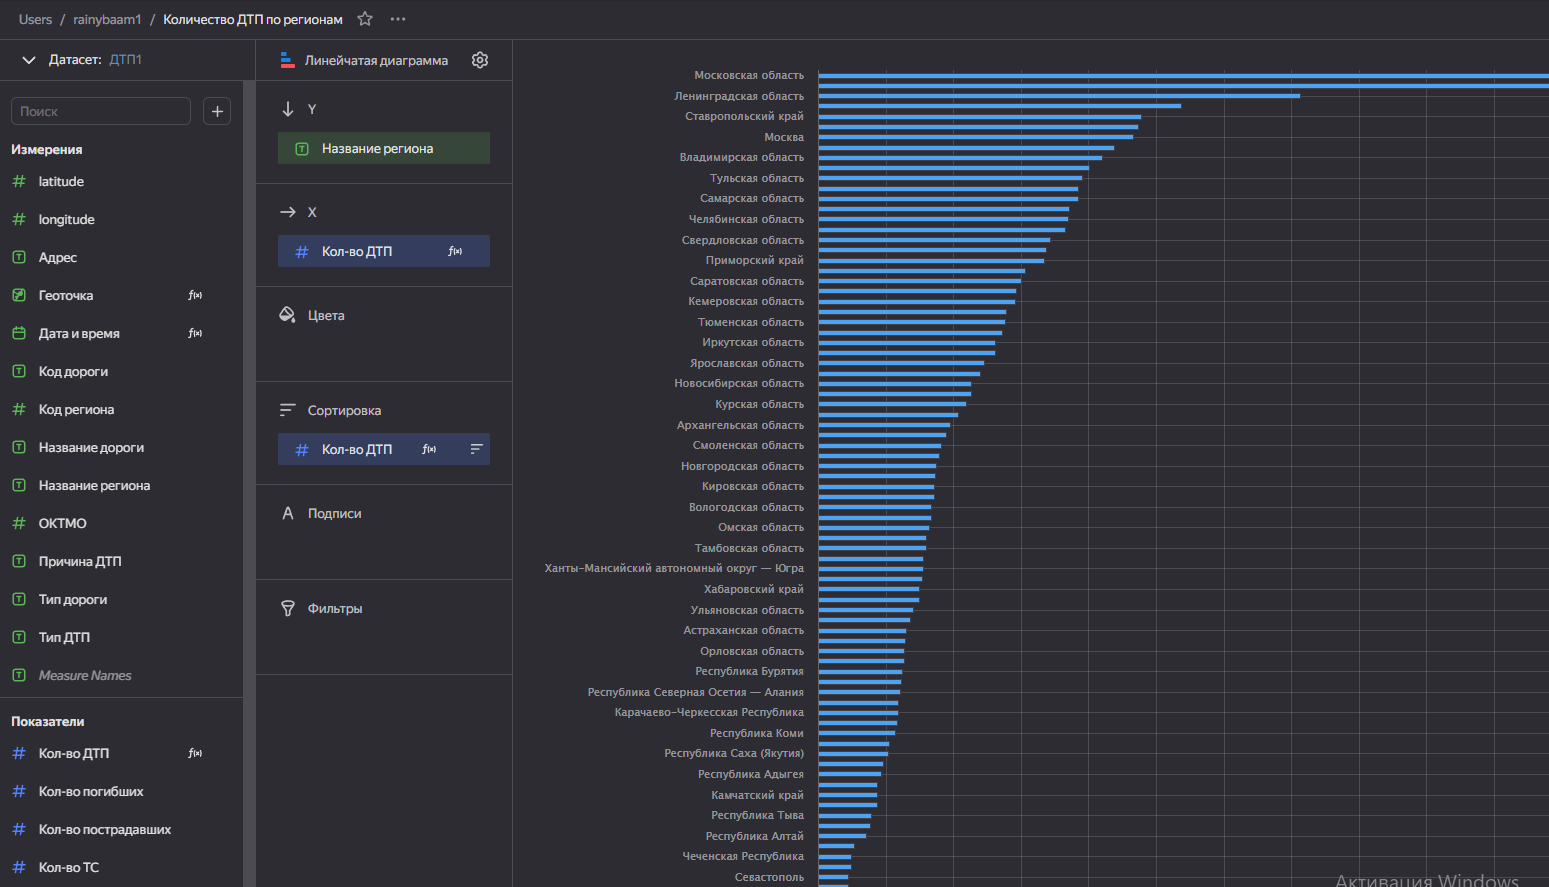 Users / rainybaam1 / Количество ДТП по регионам
Датасет: ДТП1
Поиск
Измерения
latitude
longitude
Адрес
Геоточка
Дата и время
Код дороги
Код региона
Название дороги
Название региона
ОКТМО
Причина ДТП
Тип дороги
Тип ДТП
Measure Names
Показатели
Кол-во ДТП
Кол-во погибших
Кол-во пострадавших
Кол-во ТС
Линейчатая диаграмма
Y
Название региона
X
Кол-во ДТП
Цвета
Сортировка
Кол-во ДТП
Подписи
Фильтры
Московская область
Ленинградская область
Ставропольский край
Москва
Владимирская область
Тульская область
Самарская область
Челябинская область
Свердловская область
Приморский край
Саратовская область
Кемеровская область
Тюменская область
Иркутская область
Ярославская область
Новосибирская область
Курская область
Архангельская область
Смоленская область
Новгородская область
Кировская область
Вологодская область
Омская область
Тамбовская область
Ханты-Мансийский автономный округ — Югра
Хабаровский край
Ульяновская область
Астраханская область
Орловская область
Республика Бурятия
Республика Северная Осетия — Алания
Карачаево-Черкесская Республика
Республика Коми
Республика Саха (Якутия)
Республика Адыгея
Камчатский край
Республика Тыва
Республика Алтай
Чеченская Республика
Севастополь
Активация Windows